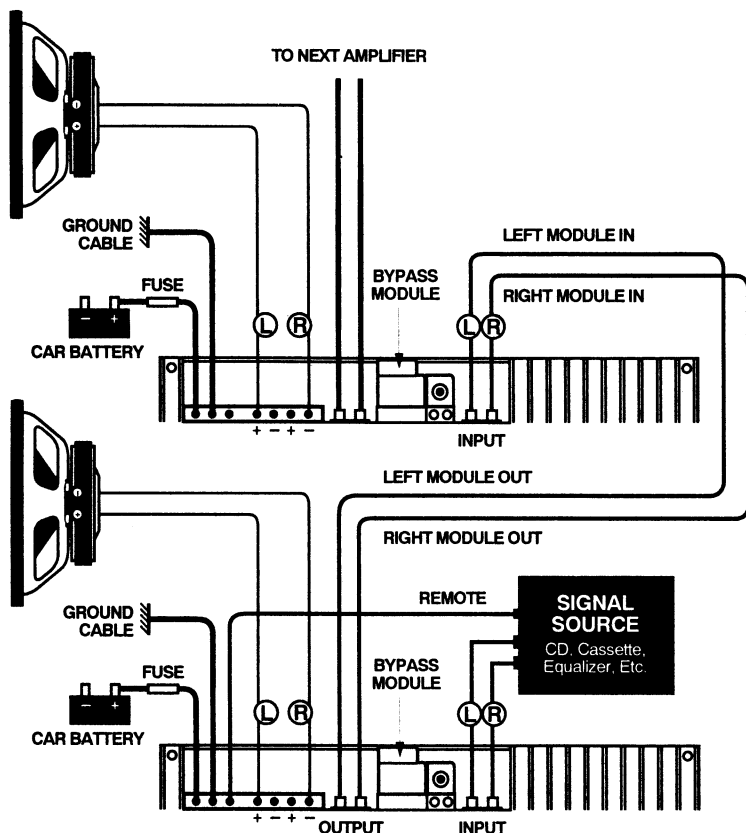 TO NEXT AMPLIFIER
−
+
GROUND
CABLE
LEFT MODULE IN
BYPASS
MODULE
FUSE
RIGHT MODULE IN
− +
L R
L R
CAR BATTERY
+ − + −
INPUT
LEFT MODULE OUT
−
+
RIGHT MODULE OUT
REMOTE
SIGNAL
SOURCE
CD, Cassette,
Equalizer, Etc.
GROUND
CABLE
FUSE
BYPASS
MODULE
− +
L R
L R
CAR BATTERY
+ − + −
OUTPUT
INPUT